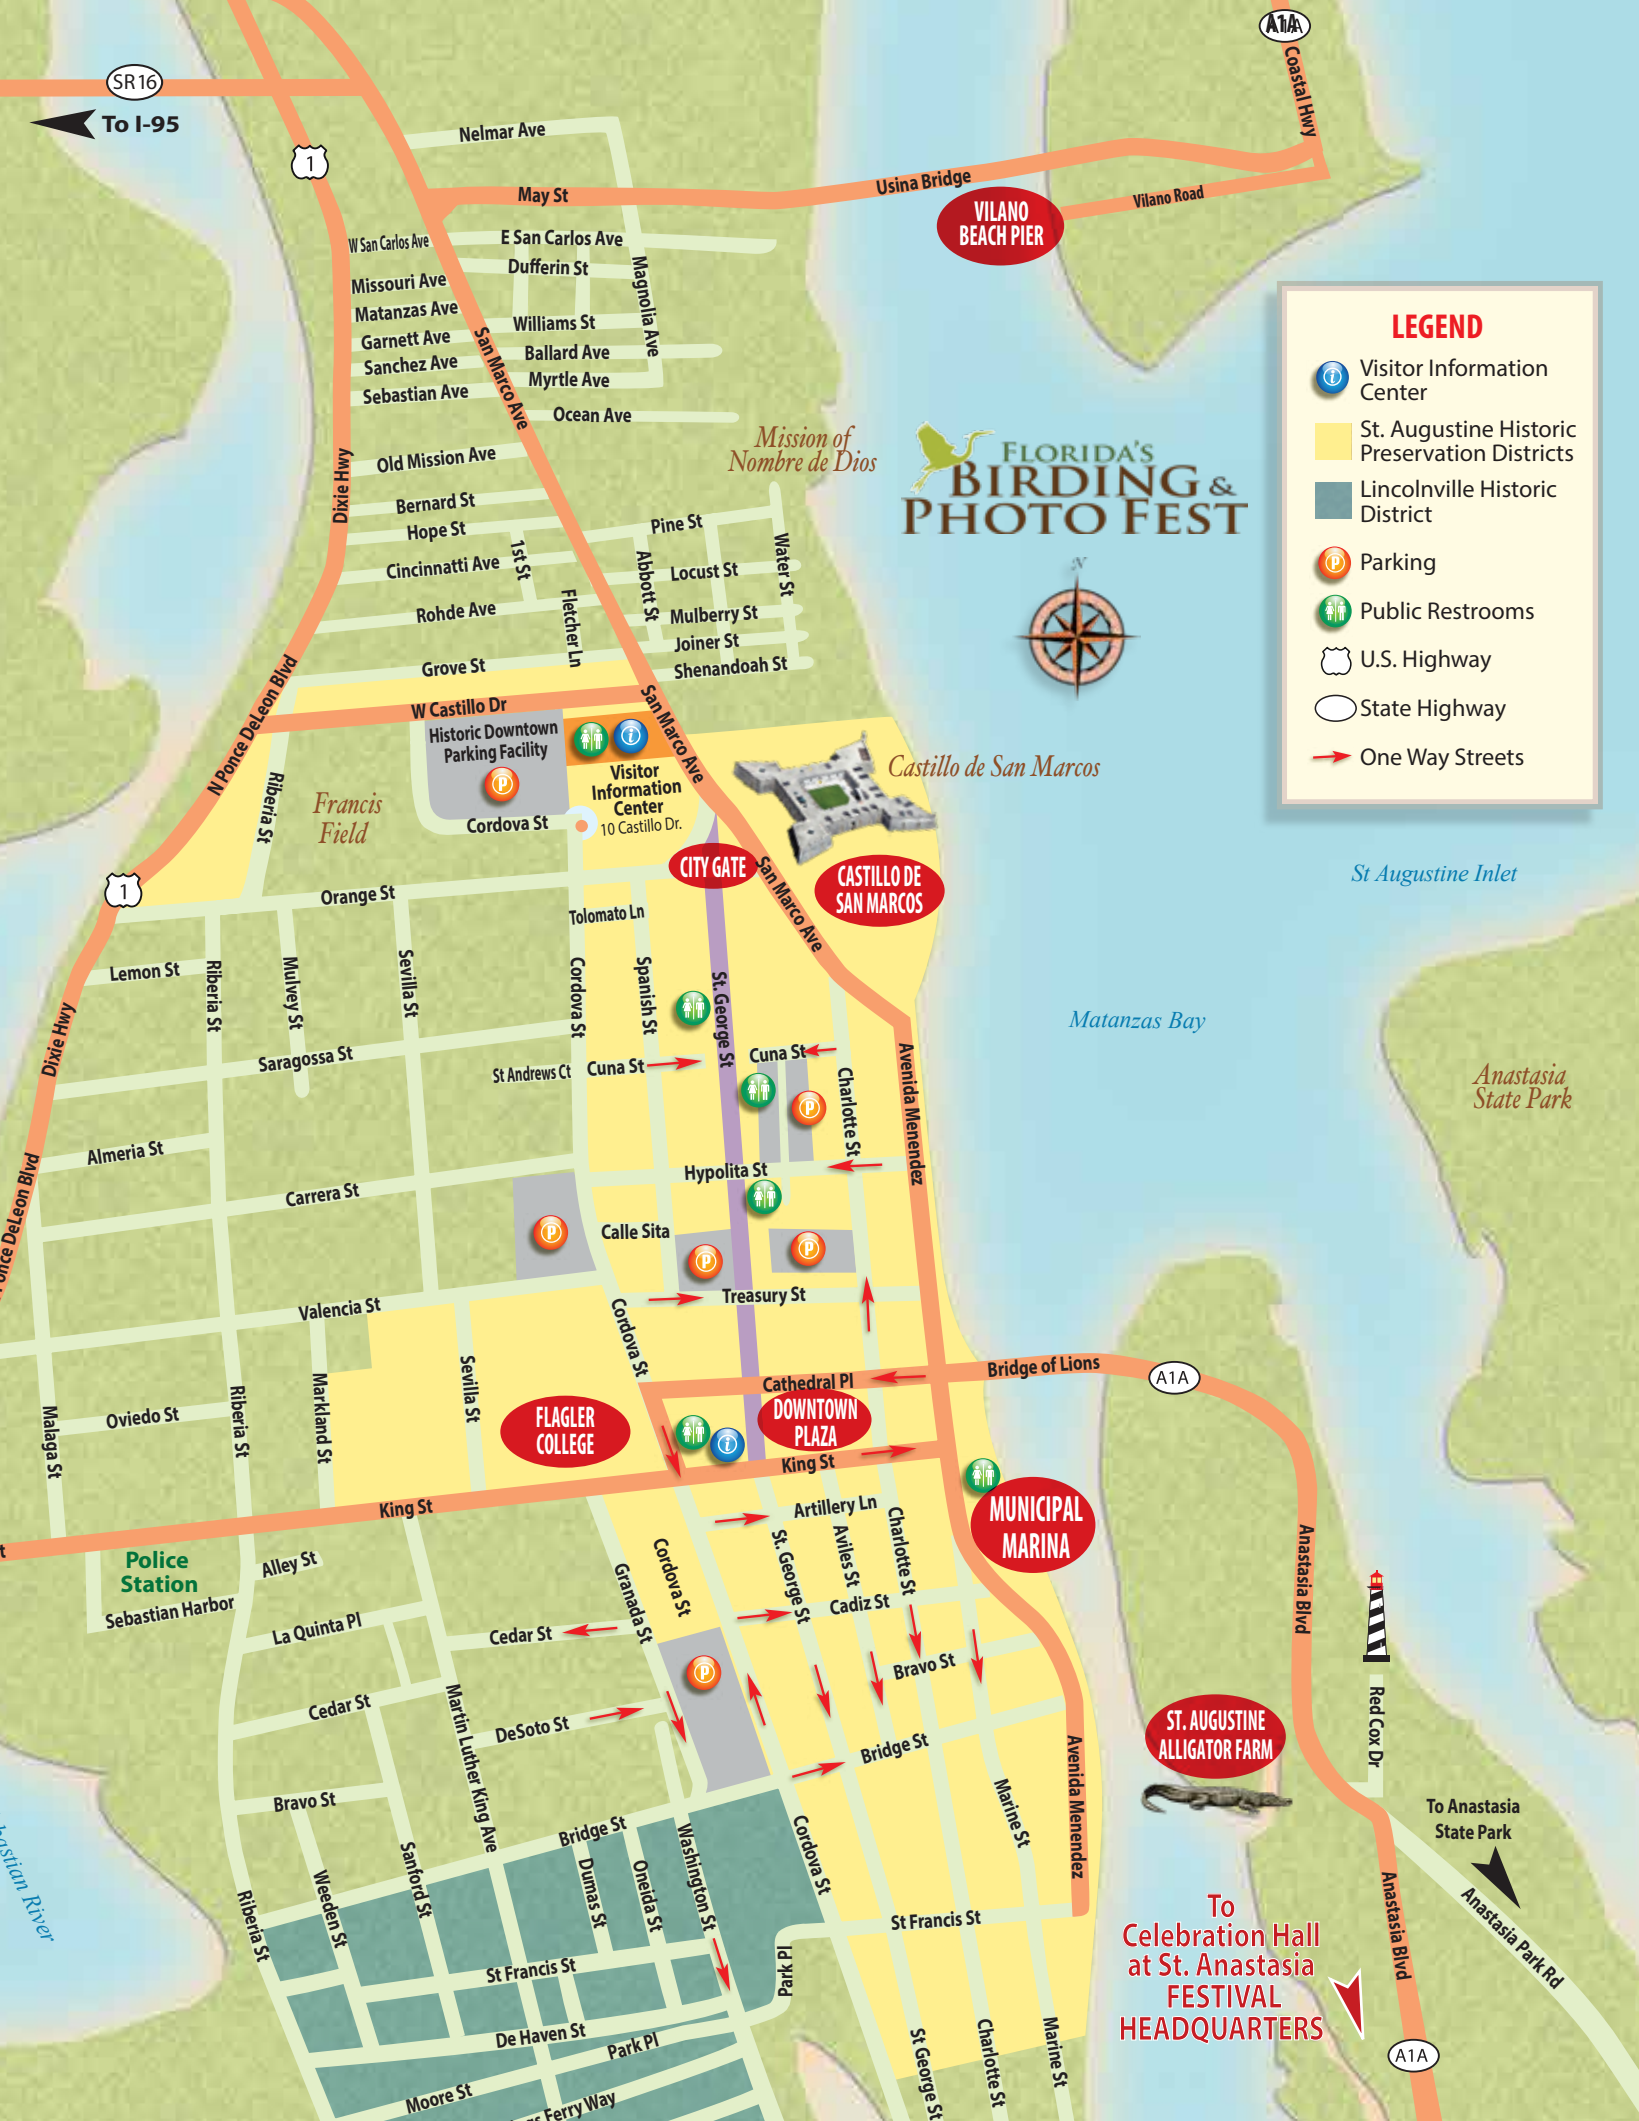 A1A
Coastal Hwy
SR 16
To I-95
1
Nelmar Ave
May St
Usina Bridge
Vilano Road
VILANO
BEACH PIER
W San Carlos Ave
E San Carlos Ave
Missouri Ave
Dufferin St
Magnolia Ave
Matanzas Ave
Williams St
Garnett Ave
San Marco Ave
Ballard Ave
Sanchez Ave
Myrtle Ave
Sebastian Ave
Ocean Ave
Dixie Hwy
Old Mission Ave
Mission of
Nombre de Dios
FLORIDA'S
BIRDING &
PHOTO FEST
N
LEGEND
Visitor Information
Center
St. Augustine Historic
Preservation Districts
Lincolnville Historic
District
P
Parking
Public Restrooms
U.S. Highway
State Highway
One Way Streets
Bernard St
Hope St
Pine St
1st St
Cincinnatti Ave
Abbott St
Locust St
Water St
Rohde Ave
Fletcher Ln
Mulberry St
Joiner St
Grove St
Shenandoah St
N Ponce DeLeon Blvd
W Castillo Dr
San Marco Ave
Historic Downtown
Parking Facility
P
Visitor
Information
Center
10 Castillo Dr.
Castillo de San Marcos
Riberia St
Francis
Field
Cordova St
CITY GATE
San Marco Ave
CASTILLO DE
SAN MARCOS
St Augustine Inlet
1
Orange St
Tolomato Ln
Lemon St
Riberia St
Mulvey St
Sevilla St
Cordova St
Spanish St
St. George St
Dixie Hwy
Saragossa St
St Andrews Ct
Cuna St
Cuna St
Matanzas Bay
Anastasia
State Park
P
Charlotte St
Avenida Menendez
Almeria St
Hypolita St
Carrera St
Calle Sita
P
P
P
Treasury St
Valencia St
Cordova St
Cathedral Pl
Bridge of Lions
A1A
Malaga St
Oviedo St
Riberia St
Markland St
Sevilla St
FLAGLER
COLLEGE
DOWNTOWN
PLAZA
King St
King St
MUNICIPAL
MARINA
Artillery Ln
Police
Station
Alley St
Sebastian Harbor
La Quinta Pl
Cedar St
Granada St
Cordova St
St. George St
Aviles St
Charlotte St
Cadiz St
Bravo St
Anastasia Blvd
P
Cedar St
Martin Luther King Ave
DeSoto St
Bridge St
Red Cox Dr
ST. AUGUSTINE
ALLIGATOR FARM
Avenida Menendez
Marine St
Bravo St
Bridge St
To Anastasia
State Park
Riberia St
Weeden St
Sanford St
Dumas St
Oneida St
Washington St
Cordova St
St Francis St
Anastasia Blvd
Anastasia Park Rd
To
Celebration Hall
at St. Anastasia
FESTIVAL
HEADQUARTERS
St Francis St
Park Pl
De Haven St
Park Pl
Moore St
Ferry Way
St George St
Charlotte St
Marine St
A1A
River
DeLeon Blvd